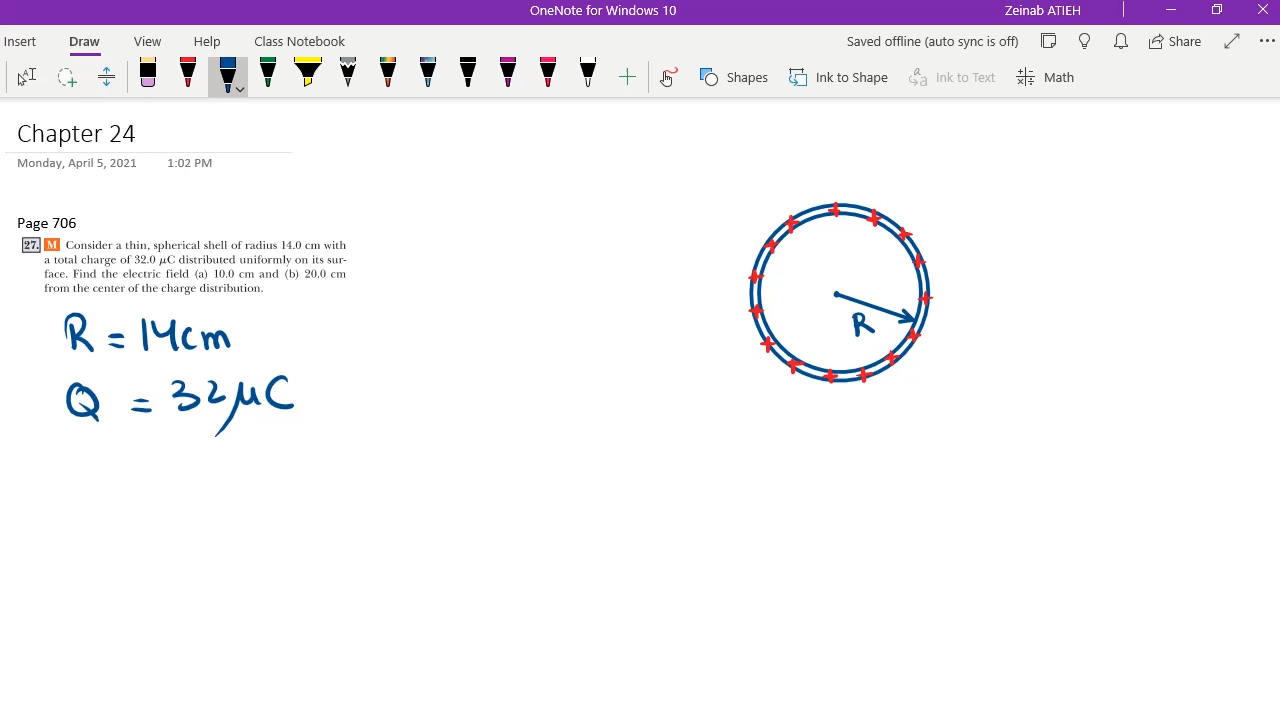 OneNote for Windows 10
Zeinab ATIEH
Insert Draw View Help Class Notebook
Saved offline (auto sync is off) Share
Shapes Ink to Shape Ink to Text Math
Chapter 24
Monday, April 5, 2021 1:02 PM
Page 706
27. M Consider a thin, spherical shell of radius 14.0 cm with
a total charge of 32.0 μC distributed uniformly on its sur-
face. Find the electric field (a) 10.0 cm and (b) 20.0 cm
from the center of the charge distribution.
R = 14cm
Q = 32μC
R